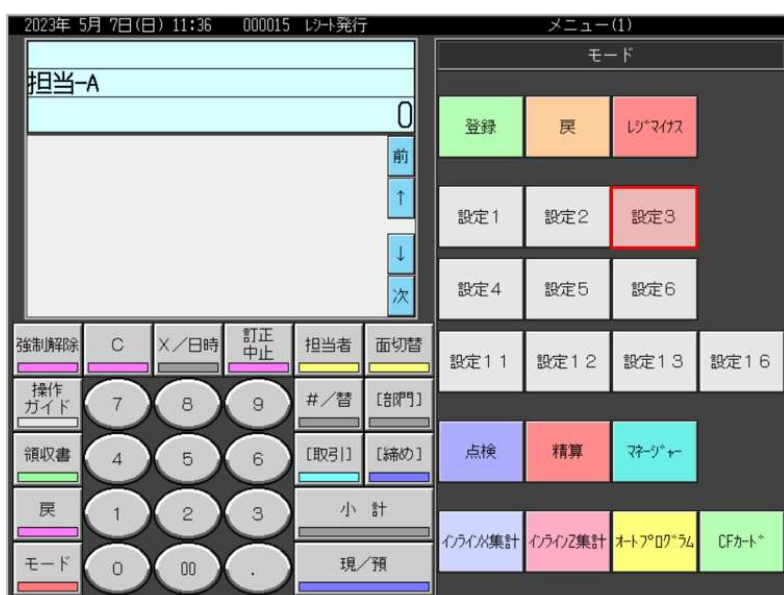 2023年 5月 7日(日) 11:36 000015 レシート発行 メニュー(1)
モード
担当-A
0
前
↑
↓
次
登録 戻 レジマイナス
設定1 設定2 設定3
設定4 設定5 設定6
設定11 設定12 設定13 設定16
点検 精算 マネージャー
インラインX集計 インラインZ集計 オートプログラム CFカード
強制解除 C X/日時 訂正
中止 担当者 面切替
操作
ガイド 7 8 9 #/替 [部門]
領収書 4 5 6 [取引] [締め]
戻 1 2 3 小 計
モード 0 00 . 現/預